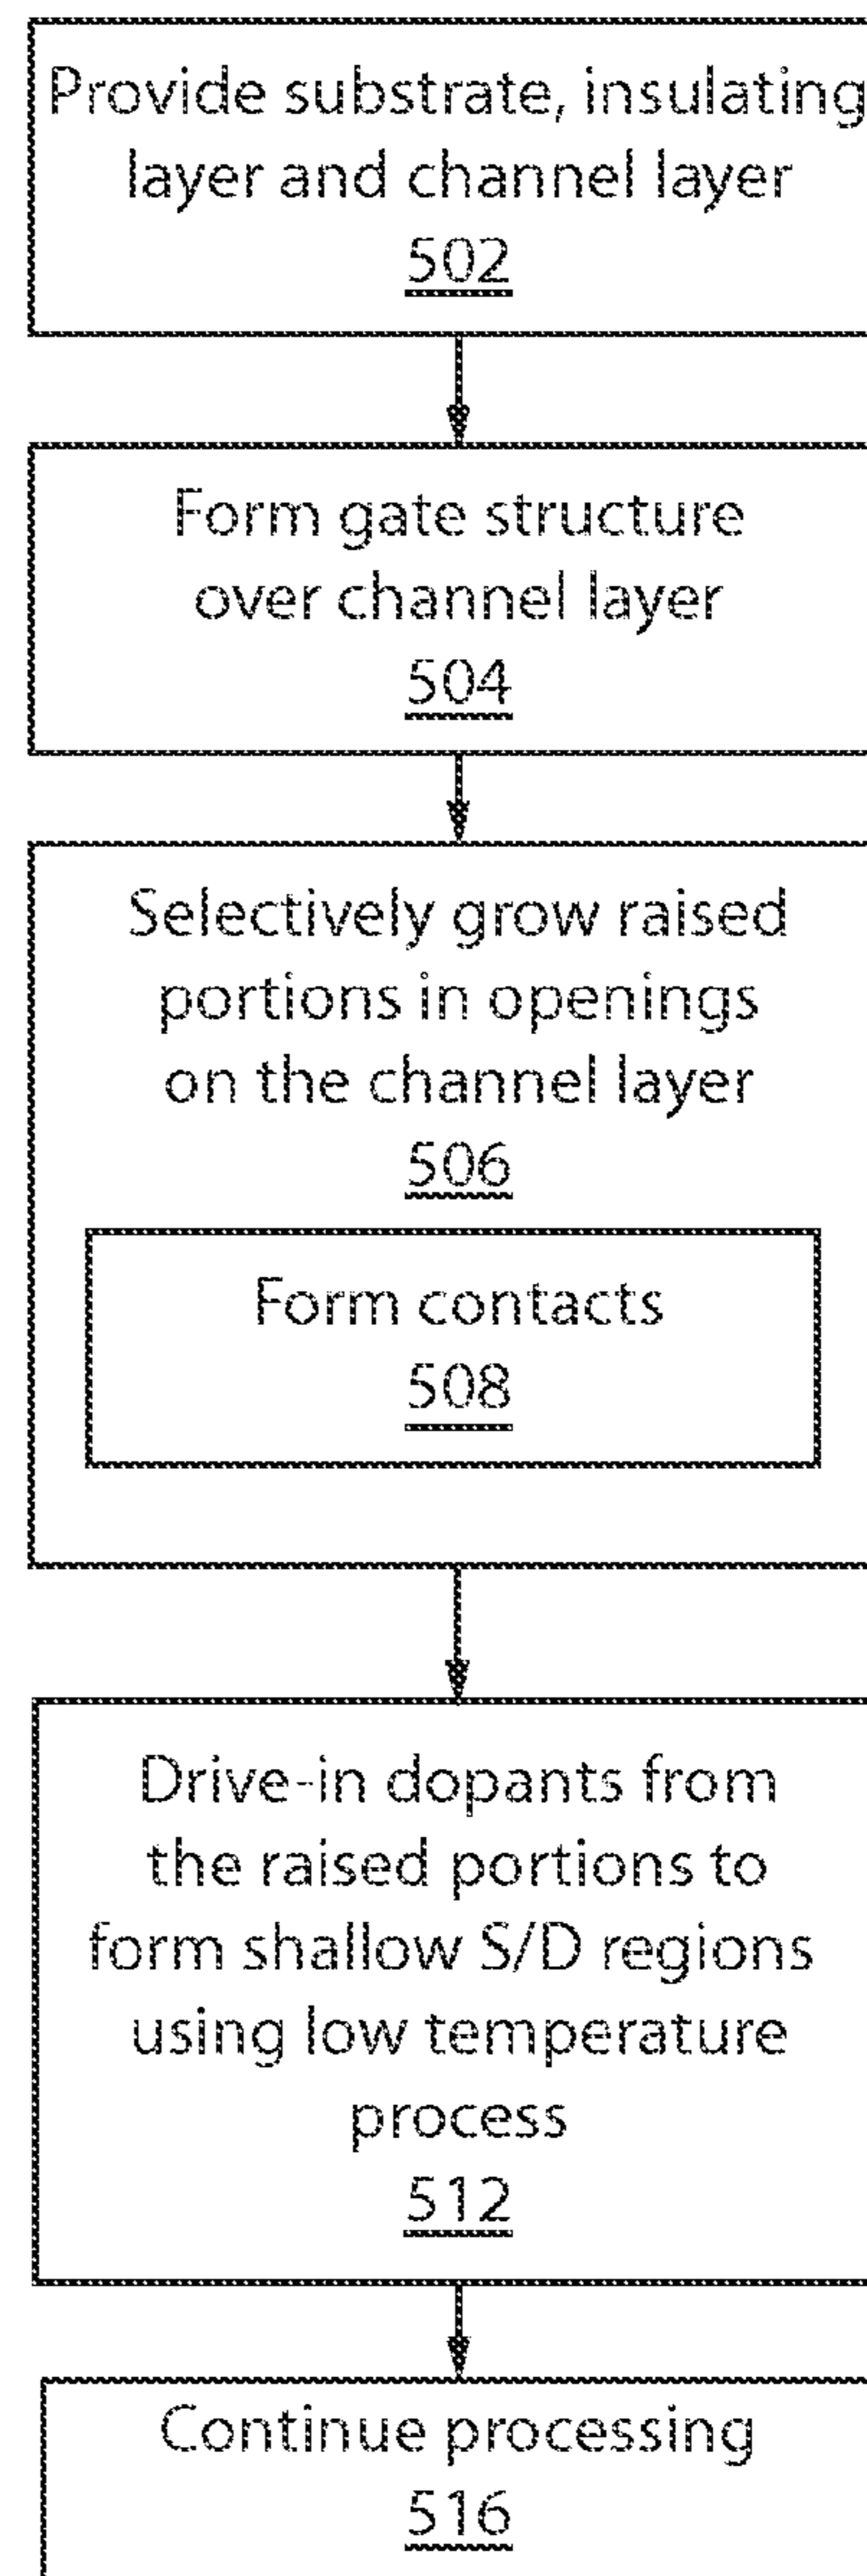 Provide substrate, insulating
layer and channel layer
502
Form gate structure
over channel layer
504
Selectively grow raised
portions in openings
on the channel layer
506
Form contacts
508
Drive-in dopants from
the raised portions to
form shallow S/D regions
using low temperature
process
512
Continue processing
516